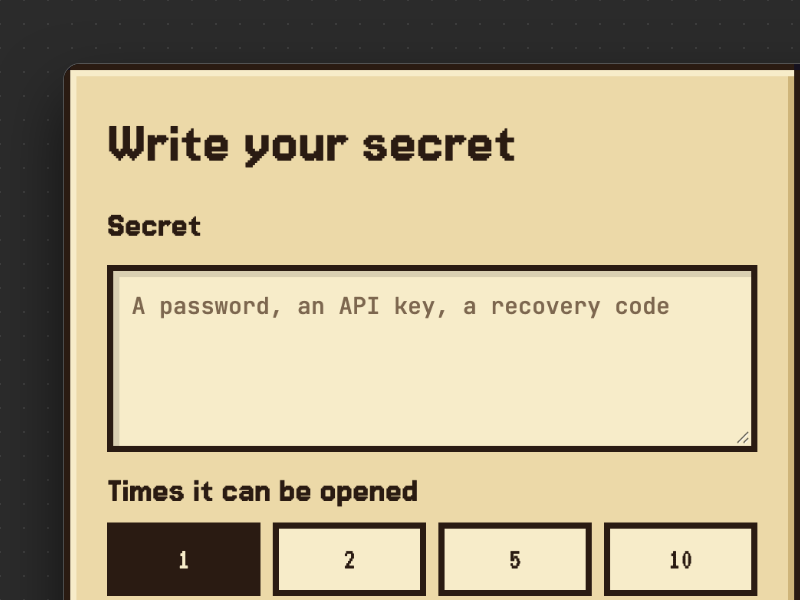 Write your secret
Secret
A password, an API key, a recovery code
Times it can be opened
1 2 5 10